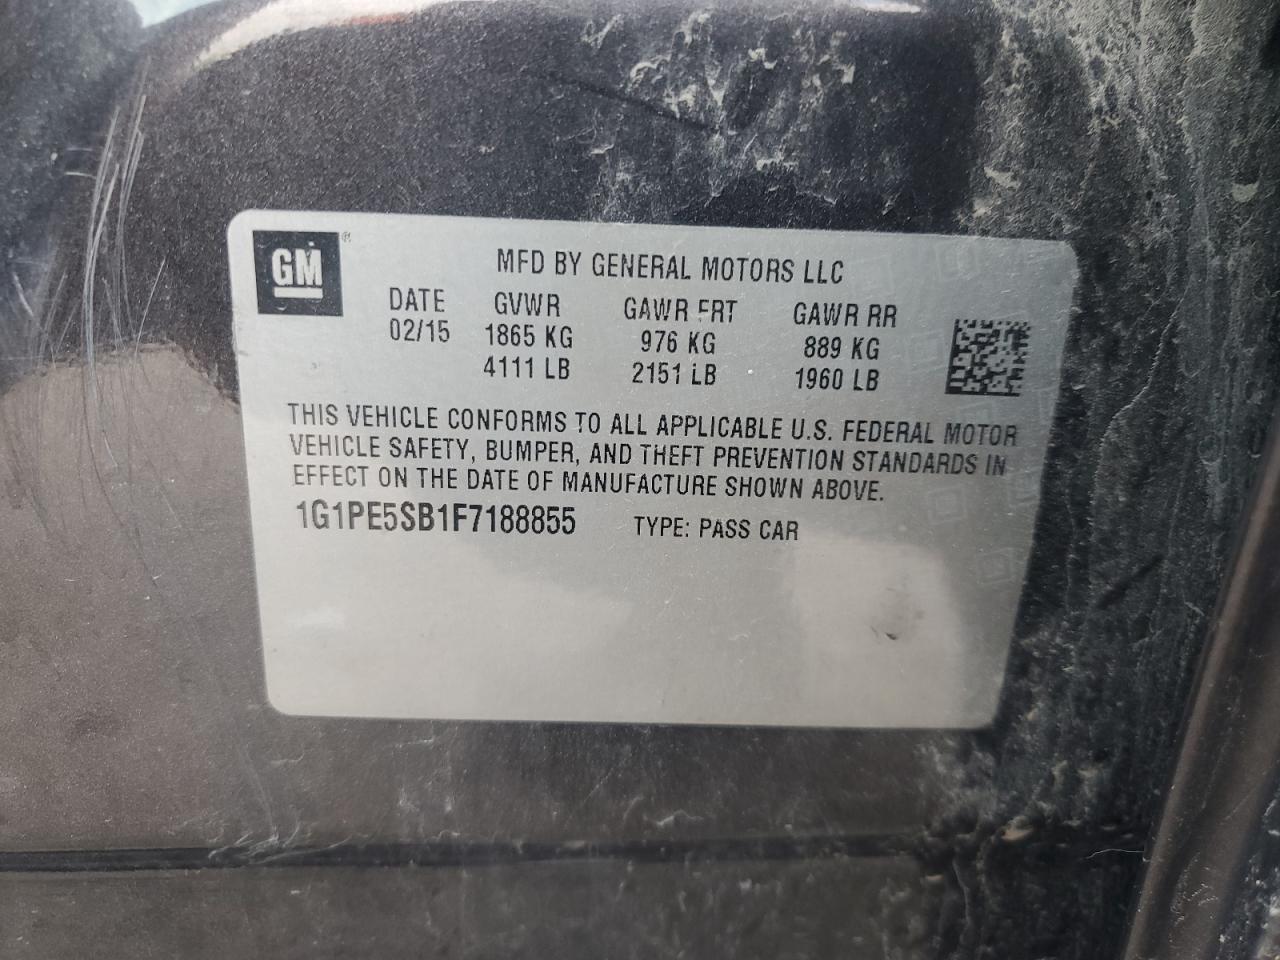 GM ®
MFD BY GENERAL MOTORS LLC
DATE GVWR GAWR FRT GAWR RR
02/15 1865 KG 976 KG 889 KG
4111 LB 2151 LB 1960 LB
THIS VEHICLE CONFORMS TO ALL APPLICABLE U.S. FEDERAL MOTOR
VEHICLE SAFETY, BUMPER, AND THEFT PREVENTION STANDARDS IN
EFFECT ON THE DATE OF MANUFACTURE SHOWN ABOVE.
1G1PE5SB1F7188855 TYPE: PASS CAR